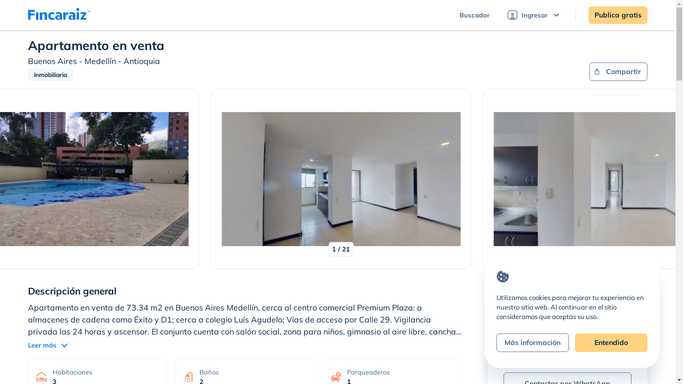 Fincaraiz
Buscador
Ingresar
Publica gratis
Apartamento en venta
Buenos Aires - Medellín - Antioquia
Inmobiliaria
Compartir
1 / 21
Descripción general
Apartamento en venta de 73.34 m2 en Buenos Aires Medellín, cerca al centro comercial Premium Plaza; a
almacenes de cadena como Éxito y D1; cerca a colegio Luís Agudelo; Vías de acceso por Calle 29. Vigilancia
privada las 24 horas y ascensor. El conjunto cuenta con salón social, zona para niños, gimnasio al aire libre, cancha...
Leer más
Habitaciones
3
Baños
2
Parqueaderos
1
Utilizamos cookies para mejorar tu experiencia en
nuestro sitio web. Al continuar en el sitio
consideramos que aceptas su uso.
Más información
Entendido
Contactar por WhatsApp